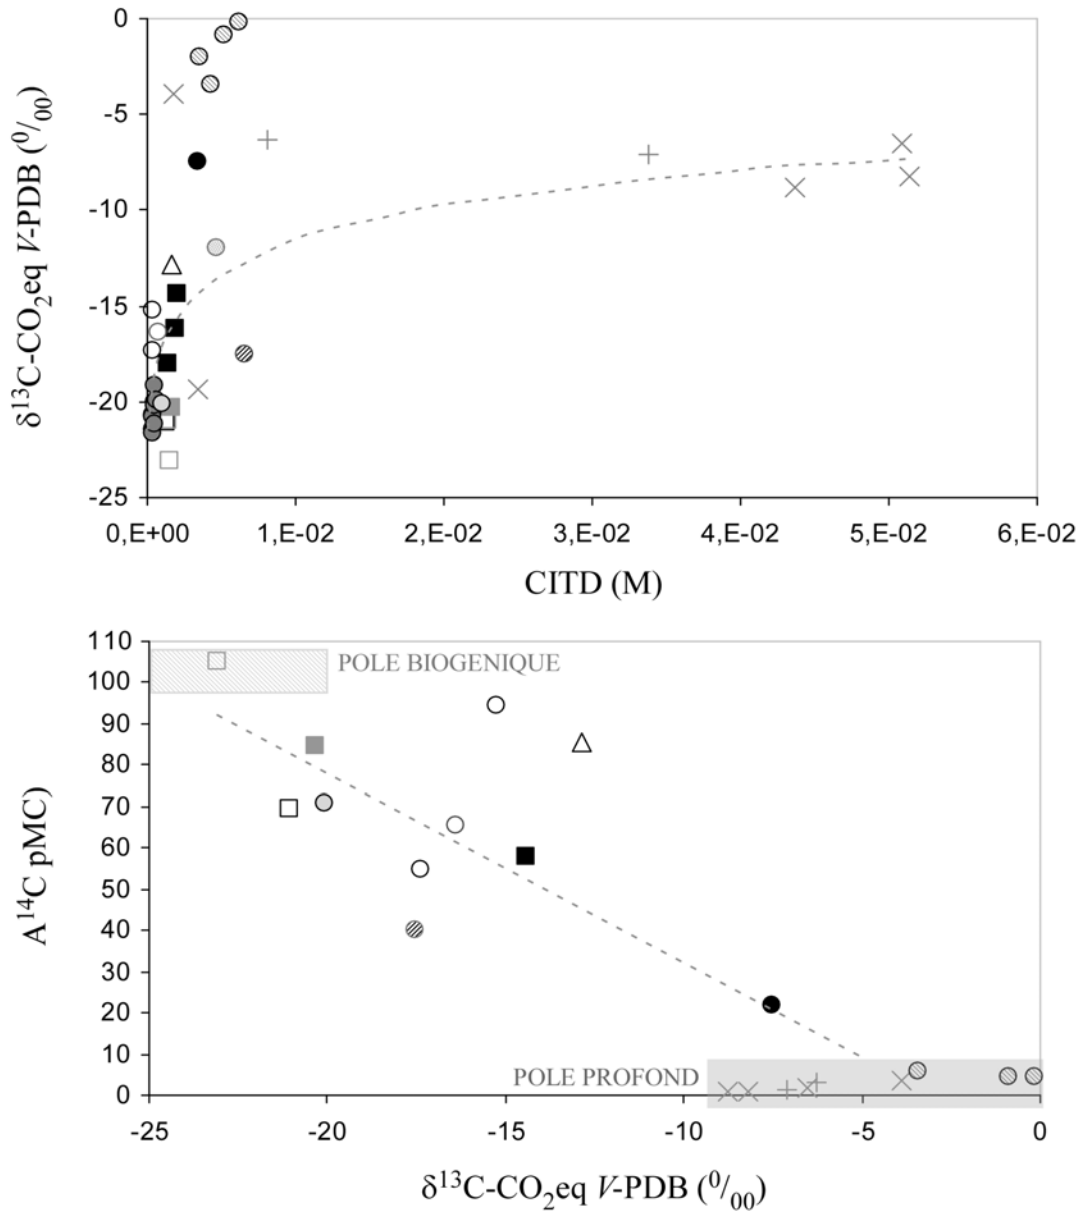 0
-5
-10
-15
-20
-25
δ¹³C-CO₂eq V-PDB (⁰/₀₀)
0,E+00 1,E-02 2,E-02 3,E-02 4,E-02 5,E-02 6,E-02
CITD (M)
110
100
90
80
70
60
50
40
30
20
10
0
A¹⁴C pMC
POLE BIOGENIQUE
POLE PROFOND
-25 -20 -15 -10 -5 0
δ¹³C-CO₂eq V-PDB (⁰/₀₀)